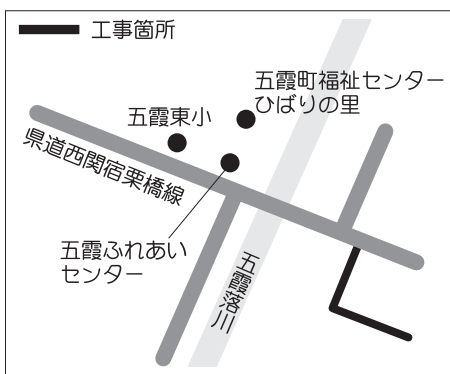 工事箇所
五霞町福祉センター
ひばりの里
五霞東小
県道西関宿栗橋線
五霞ふれあい
センター
五霞落川